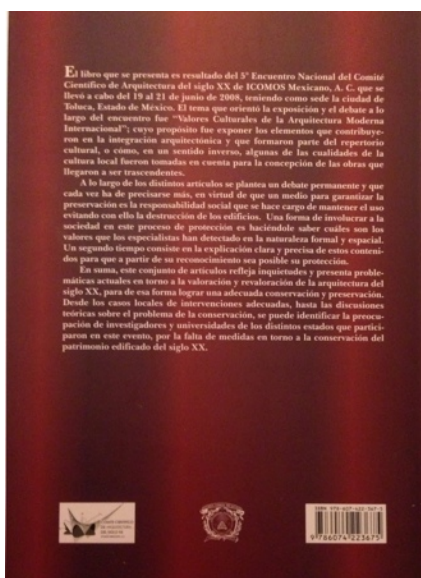 El libro que se presenta es resultado del 5° Encuentro Nacional del Comité
Científico de Arquitectura del siglo XX de ICOMOS Mexicano, A. C. que se
llevó a cabo del 19 al 21 de junio de 2008, teniendo como sede la ciudad de
Toluca, Estado de México. El tema que orientó la exposición y el debate a lo
largo del encuentro fue “Valores Culturales de la Arquitectura Moderna
Internacional”; cuyo propósito fue exponer los elementos que contribuye-
ron en la integración arquitectónica y que formaron parte del repertorio
cultural, o cómo, en un sentido inverso, algunas de las cualidades de la
cultura local fueron tomadas en cuenta para la concepción de las obras que
llegaron a ser trascendentes.
A lo largo de los distintos artículos se plantea un debate permanente y que
cada vez ha de precisarse más, en virtud de que un medio para garantizar la
preservación es la responsabilidad social que se hace cargo de mantener el uso
evitando con ello la destrucción de los edificios. Una forma de involucrar a la
sociedad en este proceso de protección es haciéndole saber cuáles son los
valores que los especialistas han detectado en la naturaleza formal y espacial.
Un segundo tiempo consiste en la explicación clara y precisa de estos conteni-
dos para que a partir de su reconocimiento sea posible su protección.
En suma, este conjunto de artículos refleja inquietudes y presenta proble-
máticas actuales en torno a la valoración y revaloración de la arquitectura del
siglo XX, para de esa forma lograr una adecuada conservación y preservación.
Desde los casos locales de intervenciones adecuadas, hasta las discusiones
teóricas sobre el problema de la conservación, se puede identificar la preocu-
pación de investigadores y universidades de los distintos estados que partici-
paron en este evento, por la falta de medidas en torno a la conservación del
patrimonio edificado del siglo XX.
ISBN 978-607-422-367-5
9786074223675